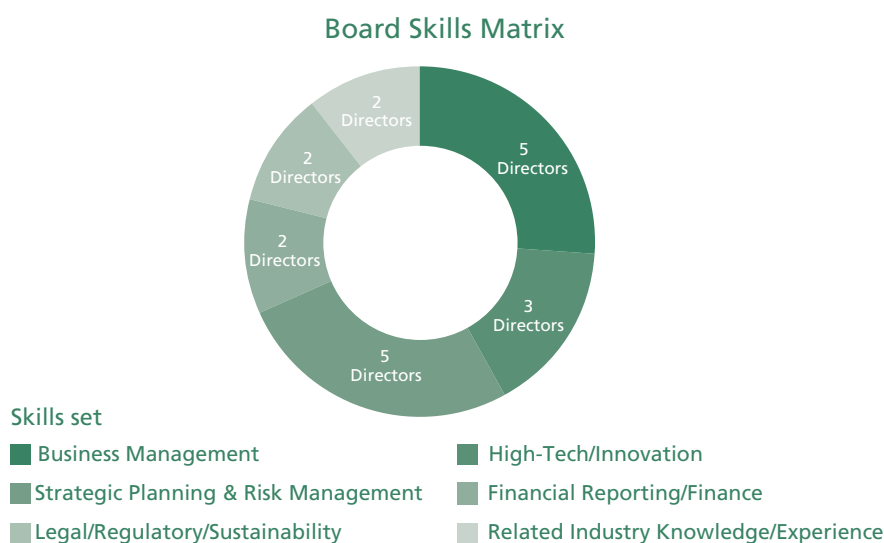 Board Skills Matrix
2
Directors
5
Directors
2
Directors
2
Directors
3
Directors
5
Directors
Skills set
Business Management
High-Tech/Innovation
Strategic Planning & Risk Management
Financial Reporting/Finance
Legal/Regulatory/Sustainability
Related Industry Knowledge/Experience